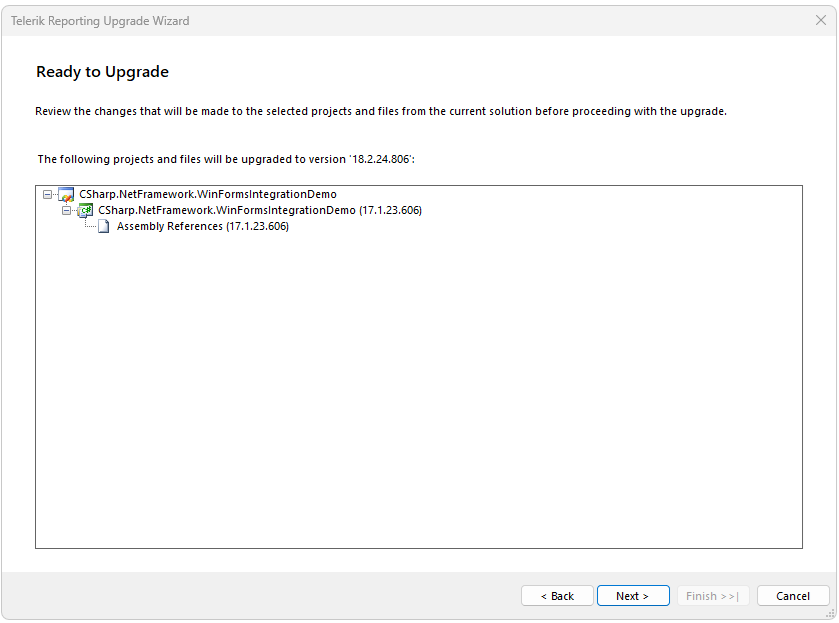 Telerik Reporting Upgrade Wizard
Ready to Upgrade
Review the changes that will be made to the selected projects and files from the current solution before proceeding with the upgrade.
The following projects and files will be upgraded to version '18.2.24.806':
CSharp.NetFramework.WinFormsIntegrationDemo
CSharp.NetFramework.WinFormsIntegrationDemo (17.1.23.606)
Assembly References (17.1.23.606)
< Back Next > Finish >>| Cancel